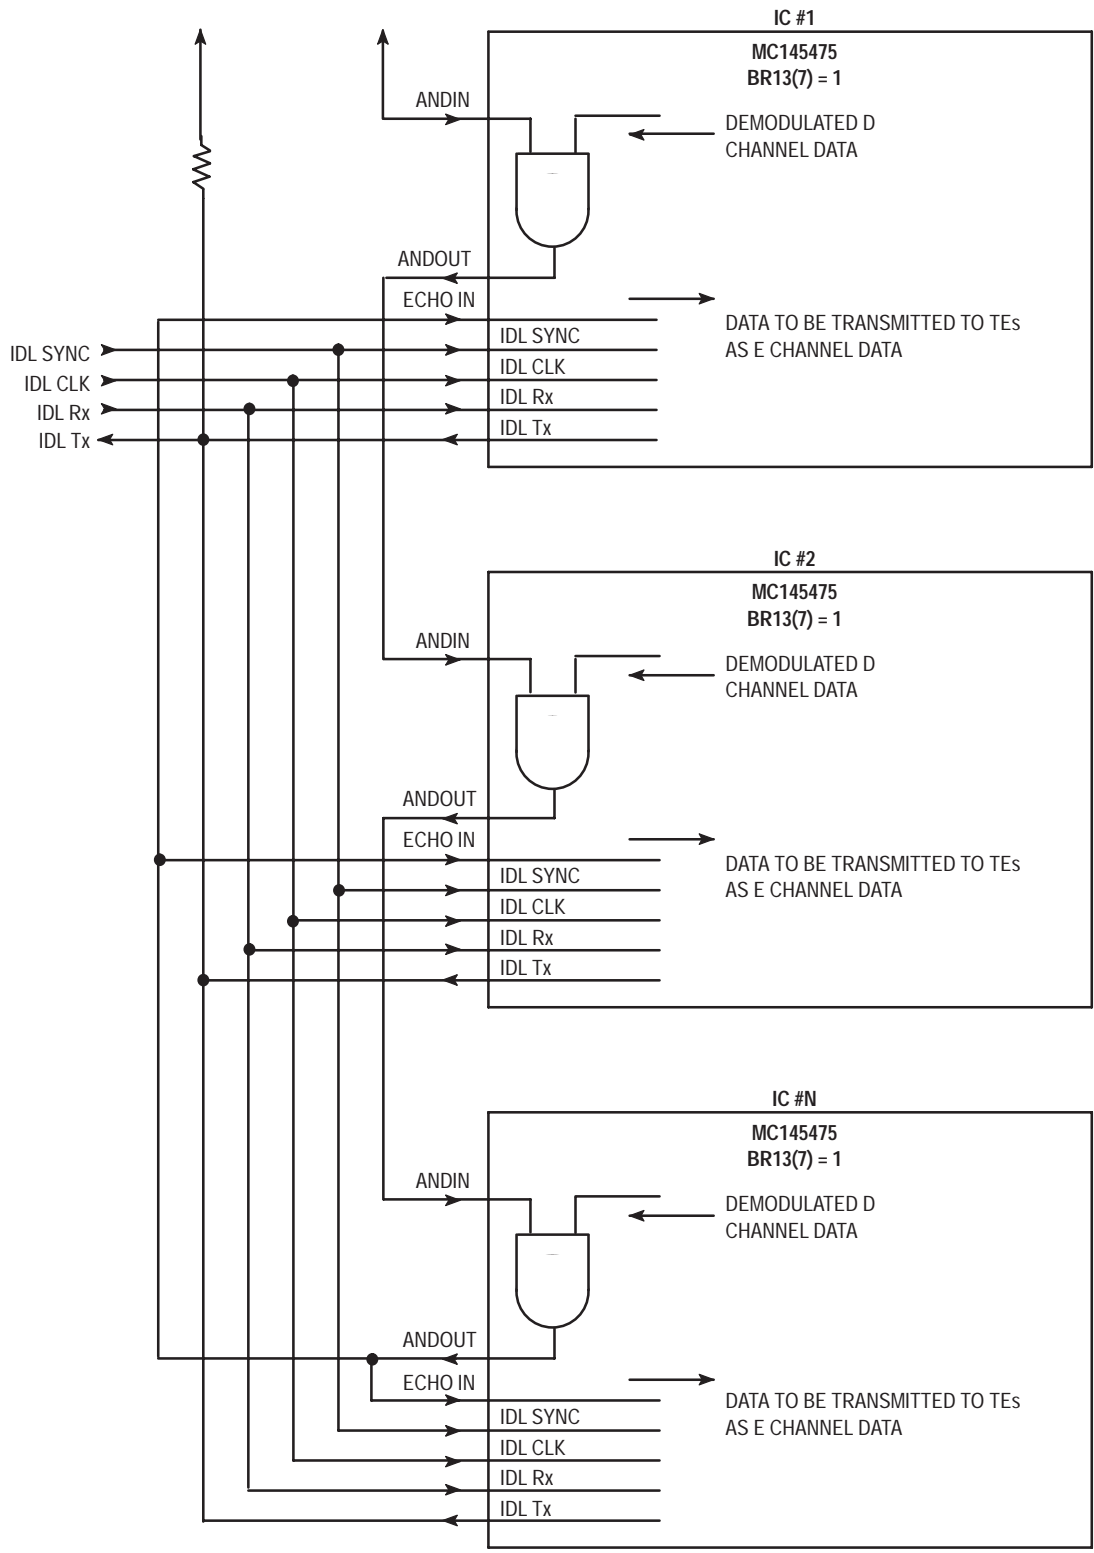 IC #1
MC145475
BR13(7) = 1
ANDIN
DEMODULATED D
CHANNEL DATA
ANDOUT
ECHO IN
DATA TO BE TRANSMITTED TO TEs
AS E CHANNEL DATA
IDL SYNC
IDL SYNC
IDL CLK
IDL CLK
IDL Rx
IDL Rx
IDL Tx
IDL Tx
IC #2
MC145475
BR13(7) = 1
ANDIN
DEMODULATED D
CHANNEL DATA
ANDOUT
ECHO IN
DATA TO BE TRANSMITTED TO TEs
AS E CHANNEL DATA
IDL SYNC
IDL CLK
IDL Rx
IDL Tx
IC #N
MC145475
BR13(7) = 1
ANDIN
DEMODULATED D
CHANNEL DATA
ANDOUT
ECHO IN
DATA TO BE TRANSMITTED TO TEs
AS E CHANNEL DATA
IDL SYNC
IDL CLK
IDL Rx
IDL Tx